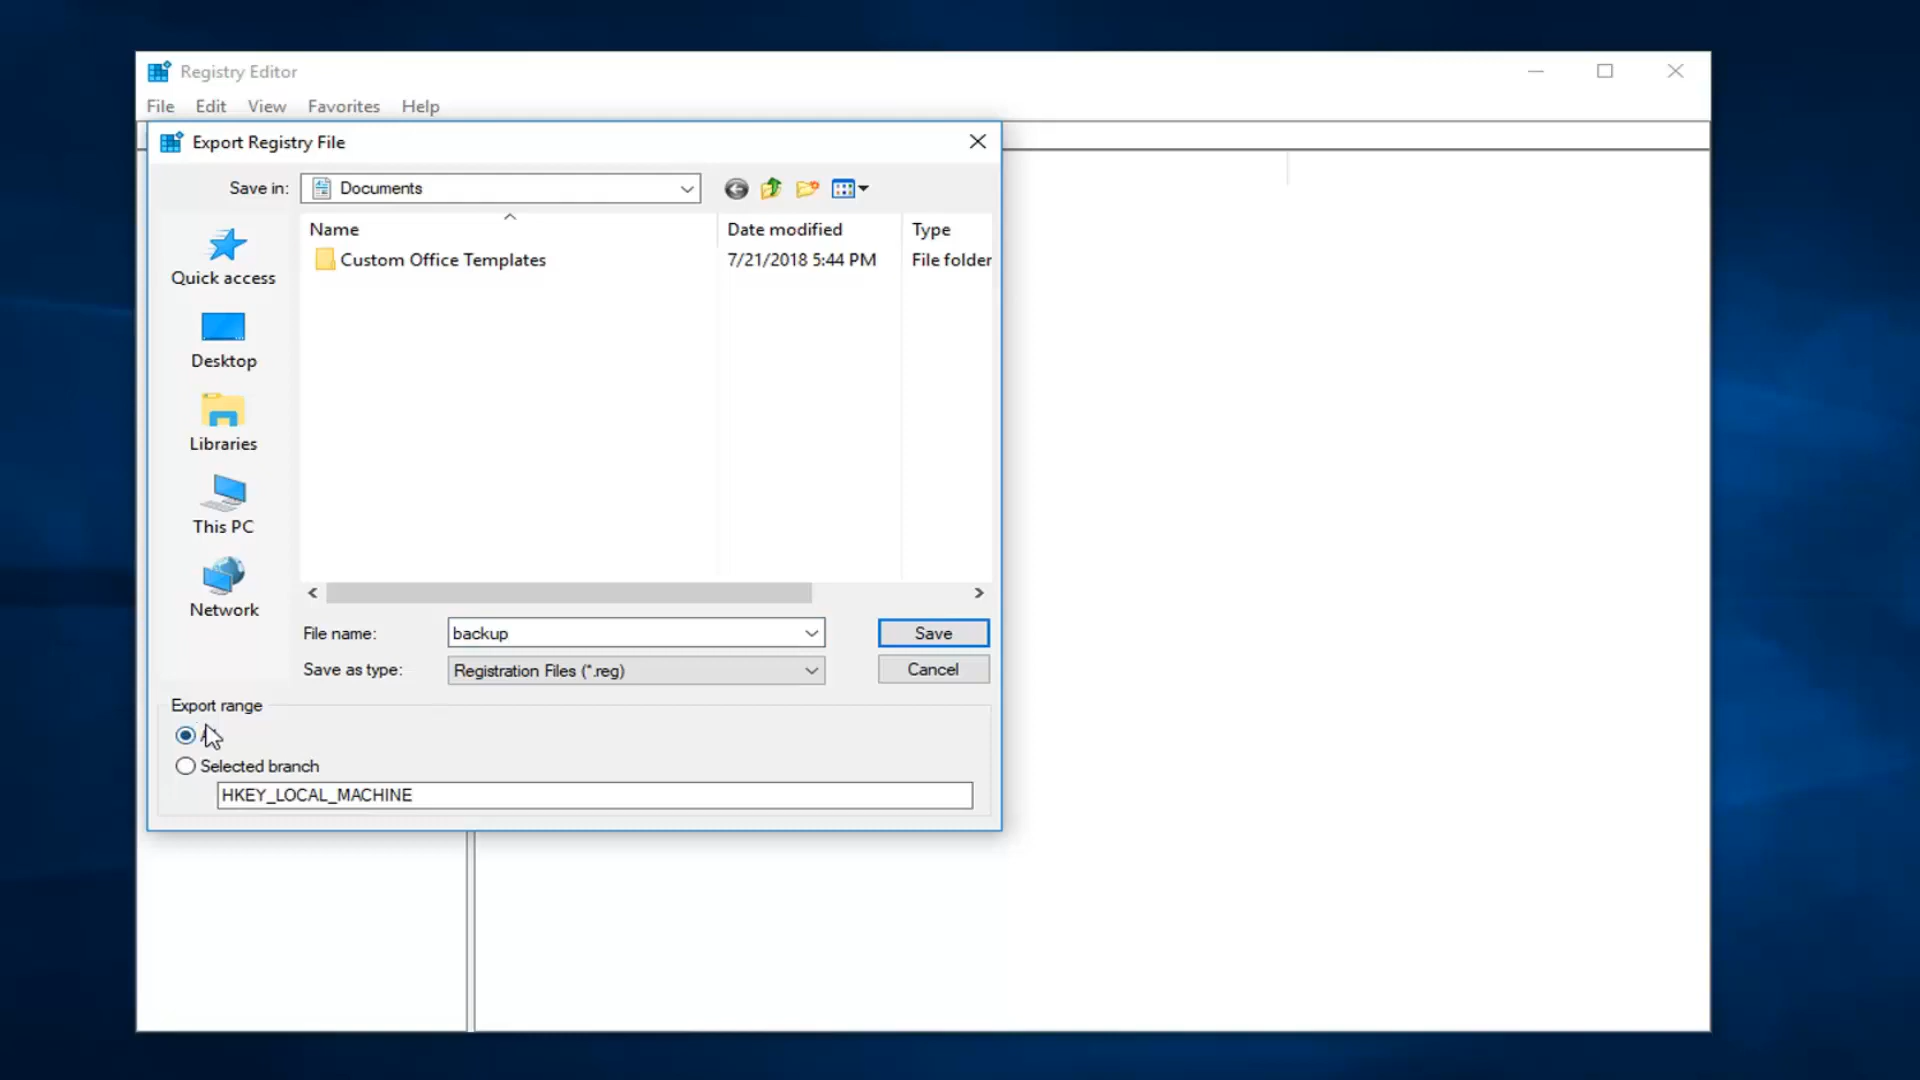 Registry Editor
File Edit View Favorites Help
Export Registry File
Save in: Documents
Name Date modified Type
Custom Office Templates 7/21/2018 5:44 PM File folder
Quick access
Desktop
Libraries
This PC
Network
File name: backup Save
Save as type: Registration Files (*.reg) Cancel
Export range
Selected branch
HKEY_LOCAL_MACHINE